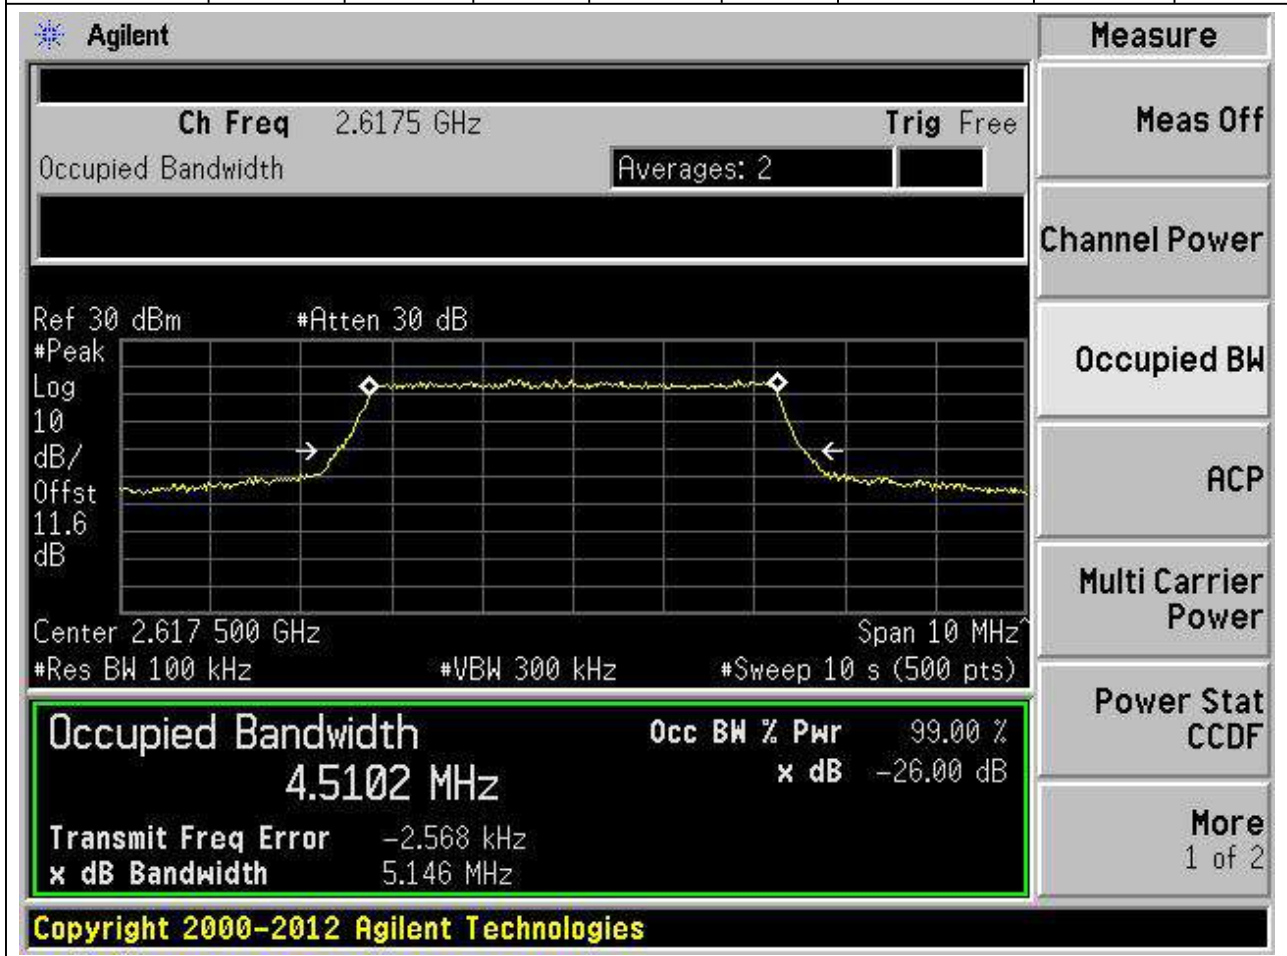 Agilent
Measure
Ch Freq 2.6175 GHz Trig Free
Meas Off
Occupied Bandwidth Averages: 2
Channel Power
Ref 30 dBm #Atten 30 dB
#Peak
Log
10
dB/
Offst
11.6
dB
Occupied BW
ACP
Center 2.617 500 GHz Span 10 MHz^
#Res BW 100 kHz #VBW 300 kHz #Sweep 10 s (500 pts)
Multi Carrier
Power
Occupied Bandwidth
4.5102 MHz
Occ BW % Pwr 99.00 %
x dB -26.00 dB
Transmit Freq Error -2.568 kHz
x dB Bandwidth 5.146 MHz
Power Stat
CCDF
More
1 of 2
Copyright 2000-2012 Agilent Technologies